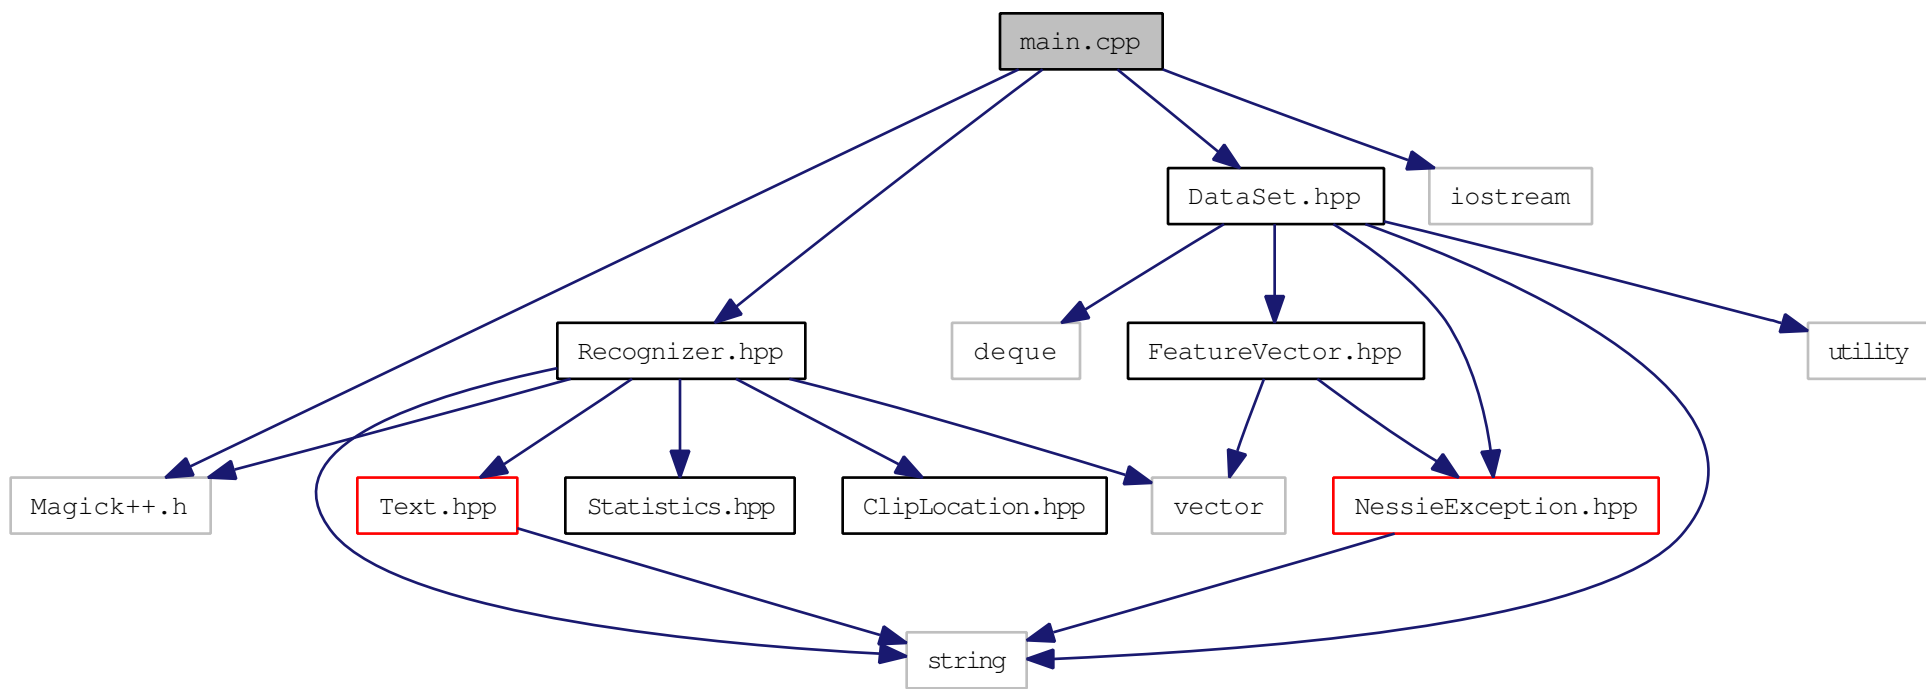 main.cpp
DataSet.hpp
iostream
Recognizer.hpp
deque
FeatureVector.hpp
utility
Magick++.h
Text.hpp
Statistics.hpp
ClipLocation.hpp
vector
NessieException.hpp
string